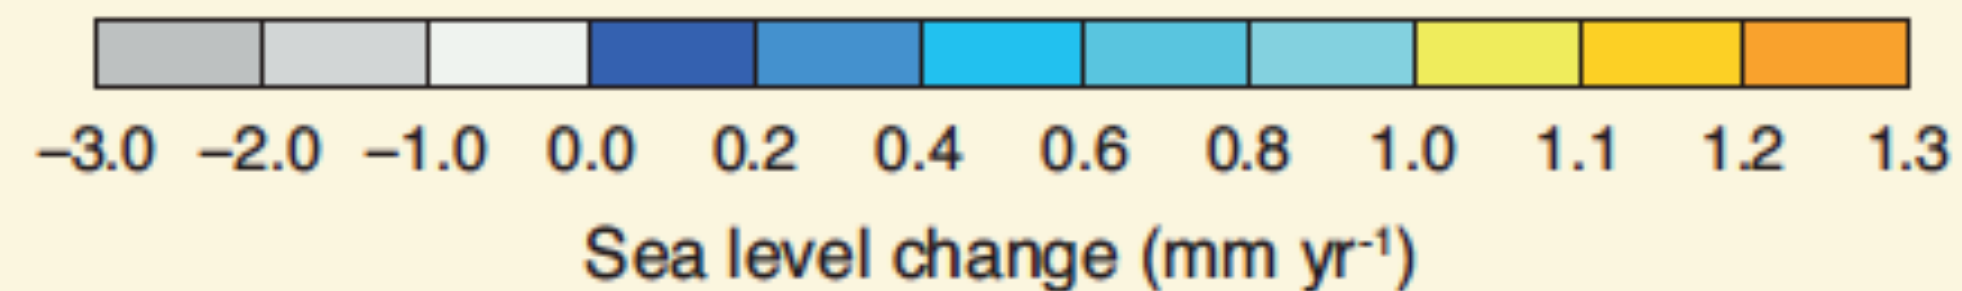 –3.0 –2.0 –1.0 0.0 0.2 0.4 0.6 0.8 1.0 1.1 1.2 1.3
Sea level change (mm yr⁻¹)